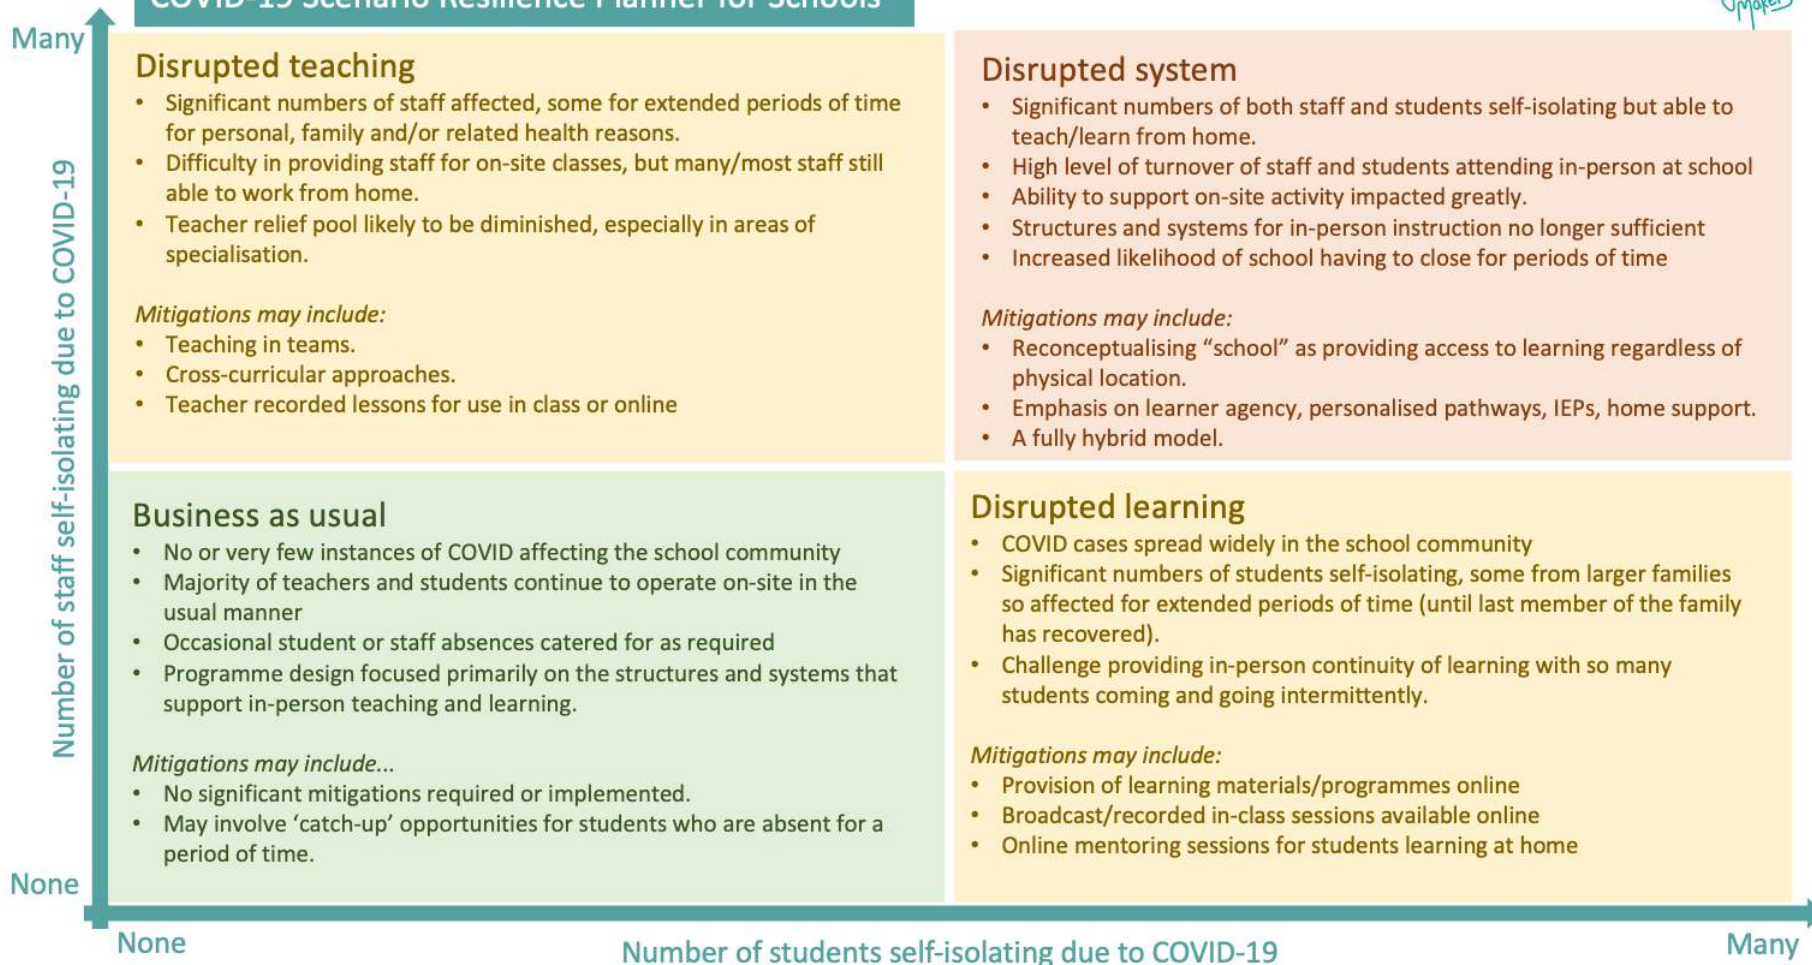 COVID-19 Scenario Resilience Planner for Schools
Many
Number of staff self-isolating due to COVID-19
Disrupted teaching
• Significant numbers of staff affected, some for extended periods of time
for personal, family and/or related health reasons.
• Difficulty in providing staff for on-site classes, but many/most staff still
able to work from home.
• Teacher relief pool likely to be diminished, especially in areas of
specialisation.
Mitigations may include:
• Teaching in teams.
• Cross-curricular approaches.
• Teacher recorded lessons for use in class or online
Disrupted system
• Significant numbers of both staff and students self-isolating but able to
teach/learn from home.
• High level of turnover of staff and students attending in-person at school
• Ability to support on-site activity impacted greatly.
• Structures and systems for in-person instruction no longer sufficient
• Increased likelihood of school having to close for periods of time
Mitigations may include:
• Reconceptualising “school” as providing access to learning regardless of
physical location.
• Emphasis on learner agency, personalised pathways, IEPs, home support.
• A fully hybrid model.
Business as usual
• No or very few instances of COVID affecting the school community
• Majority of teachers and students continue to operate on-site in the
usual manner
• Occasional student or staff absences catered for as required
• Programme design focused primarily on the structures and systems that
support in-person teaching and learning.
Mitigations may include...
• No significant mitigations required or implemented.
• May involve ‘catch-up’ opportunities for students who are absent for a
period of time.
Disrupted learning
• COVID cases spread widely in the school community
• Significant numbers of students self-isolating, some from larger families
so affected for extended periods of time (until last member of the family
has recovered).
• Challenge providing in-person continuity of learning with so many
students coming and going intermittently.
Mitigations may include:
• Provision of learning materials/programmes online
• Broadcast/recorded in-class sessions available online
• Online mentoring sessions for students learning at home
None
None
Number of students self-isolating due to COVID-19
Many